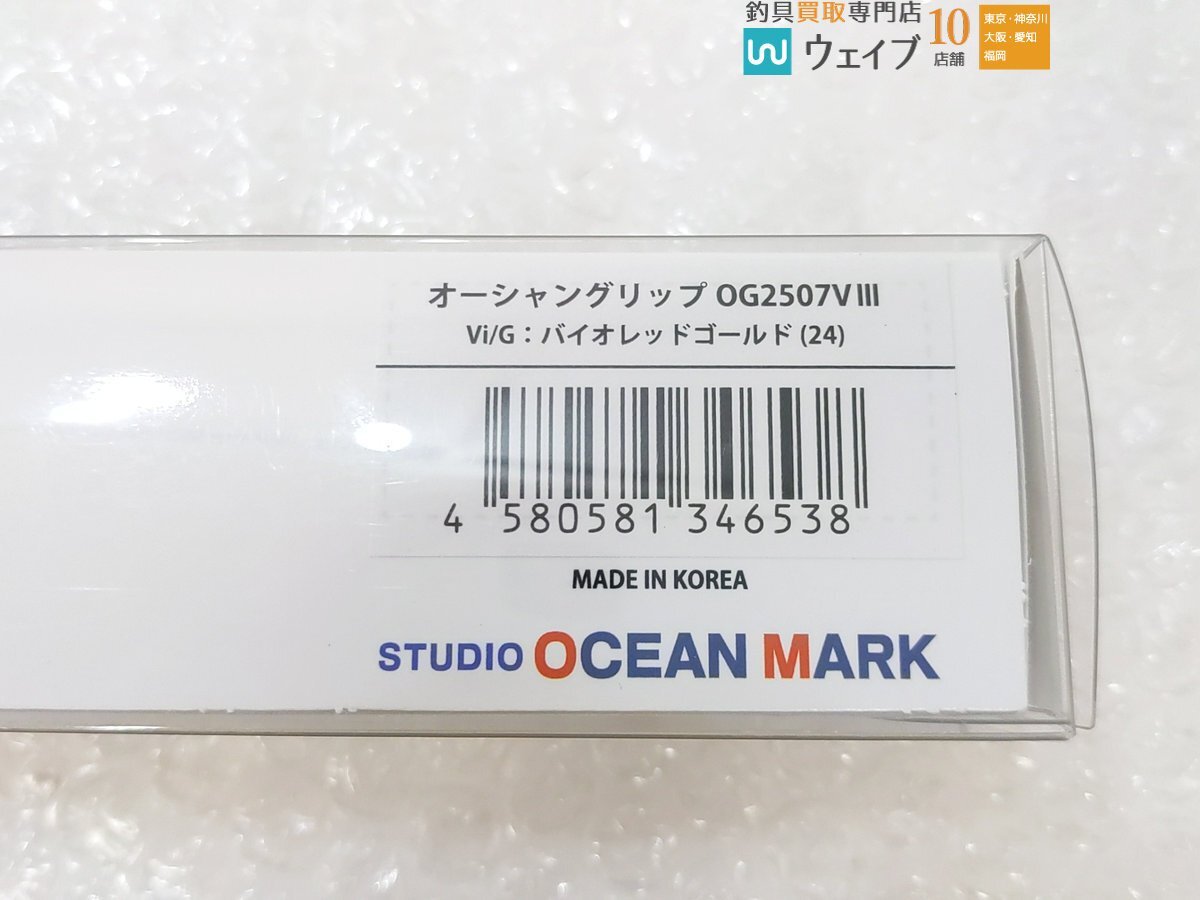 釣具買取専門店
ウェイブ
10
店舗
東京・神奈川
大阪・愛知
福岡
オーシャングリップ OG2507VⅢ
Vi/G：バイオレッドゴールド (24)
4 580581 346538
MADE IN KOREA
STUDIO OCEAN MARK